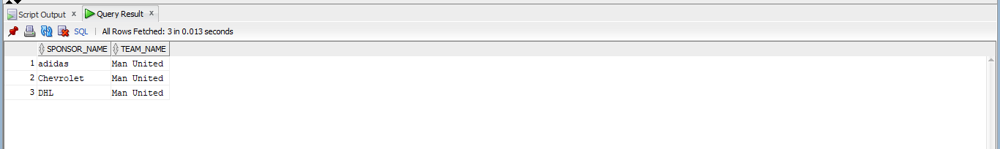 Script Output x Query Result x
SQL | All Rows Fetched: 3 in 0.013 seconds
SPONSOR_NAME TEAM_NAME
1 adidas Man United
2 Chevrolet Man United
3 DHL Man United